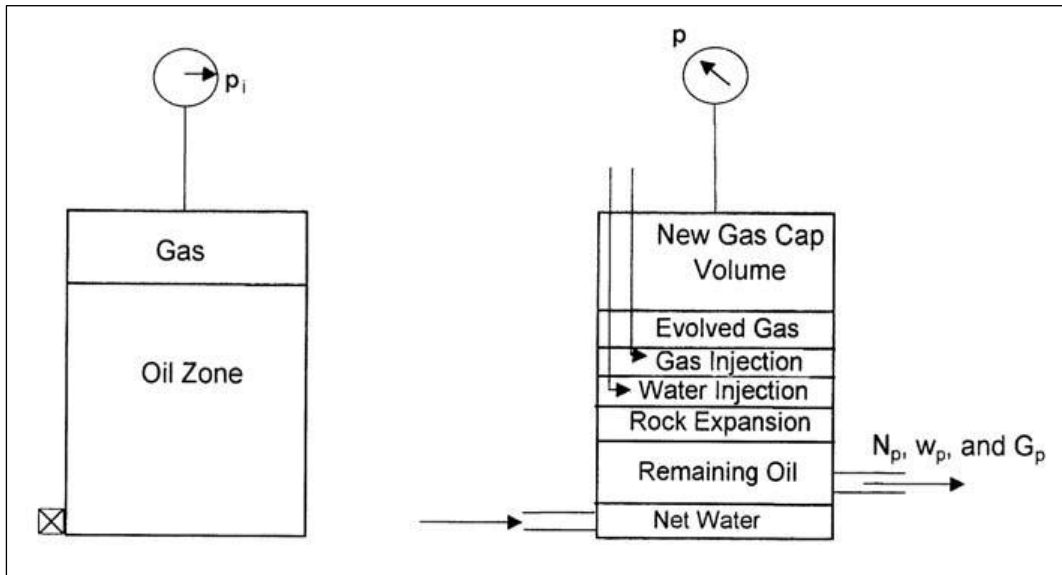 p i
Gas
Oil Zone
p
New Gas Cap
Volume
Evolved Gas
Gas Injection
Water Injection
Rock Expansion
Remaining Oil
Net Water
Np, wp, and Gp